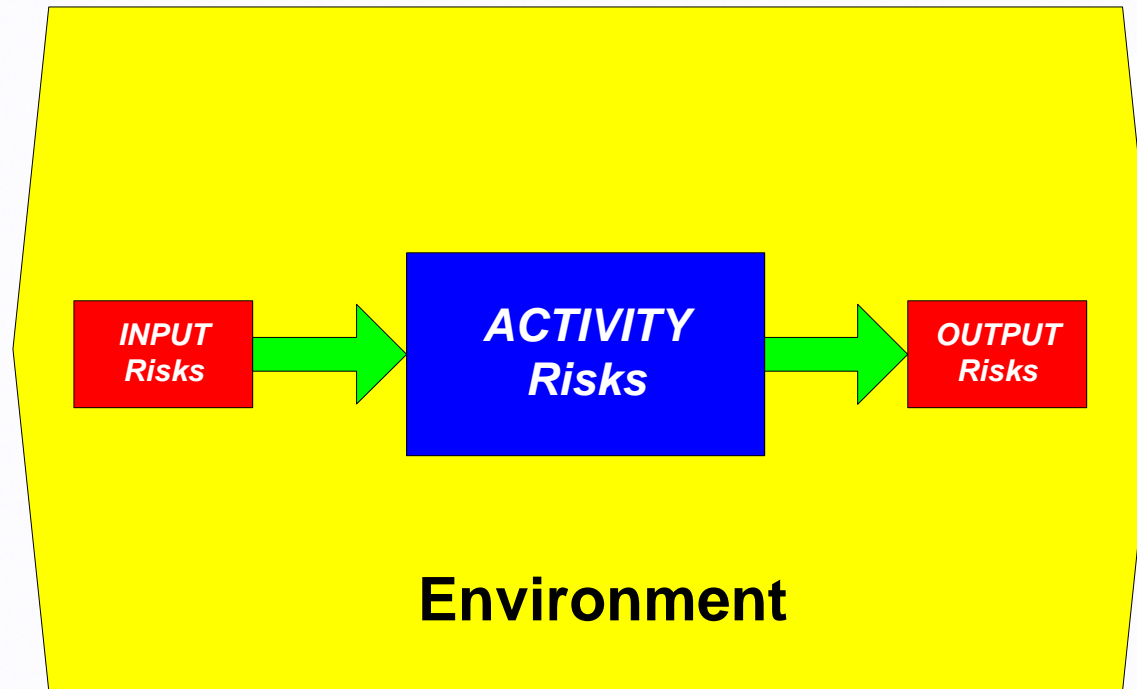 INPUT
Risks
ACTIVITY
Risks
OUTPUT
Risks
Environment